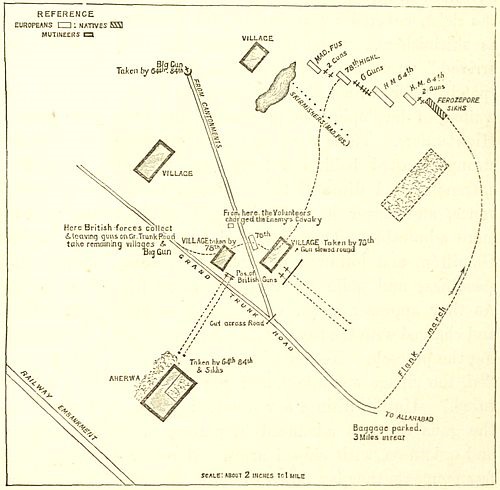 REFERENCE
EUROPEANS : NATIVES
MUTINEERS
VILLAGE
MAD. FUS
2 Guns
78th HIGHL
6 Guns
H.M. 64th
H.M. 84th
2 Guns
FEROZEPORE
SIKHS
Big Gun
Taken by 64th, 84th
FROM CANTONMENTS
SKIRMISHERS (MAD. FUS.)
VILLAGE
From here the Volunteers
charged the Enemy's Cavalry
Here British forces collect
& leaving guns on Gr. Trunk Road
take remaining villages &
Big Gun
VILLAGE taken by
78th
78th
VILLAGE Taken by 78th
Gun slewed round
Pos. of
British Guns
GRAND TRUNK ROAD
Cut across Road
Flank march
AHERWA
Taken by 64th 84th
& Sikhs
TO ALLAHABAD
Baggage parked.
3 Miles in rear
RAILWAY EMBANKMENT
SCALE: ABOUT 2 INCHES TO 1 MILE